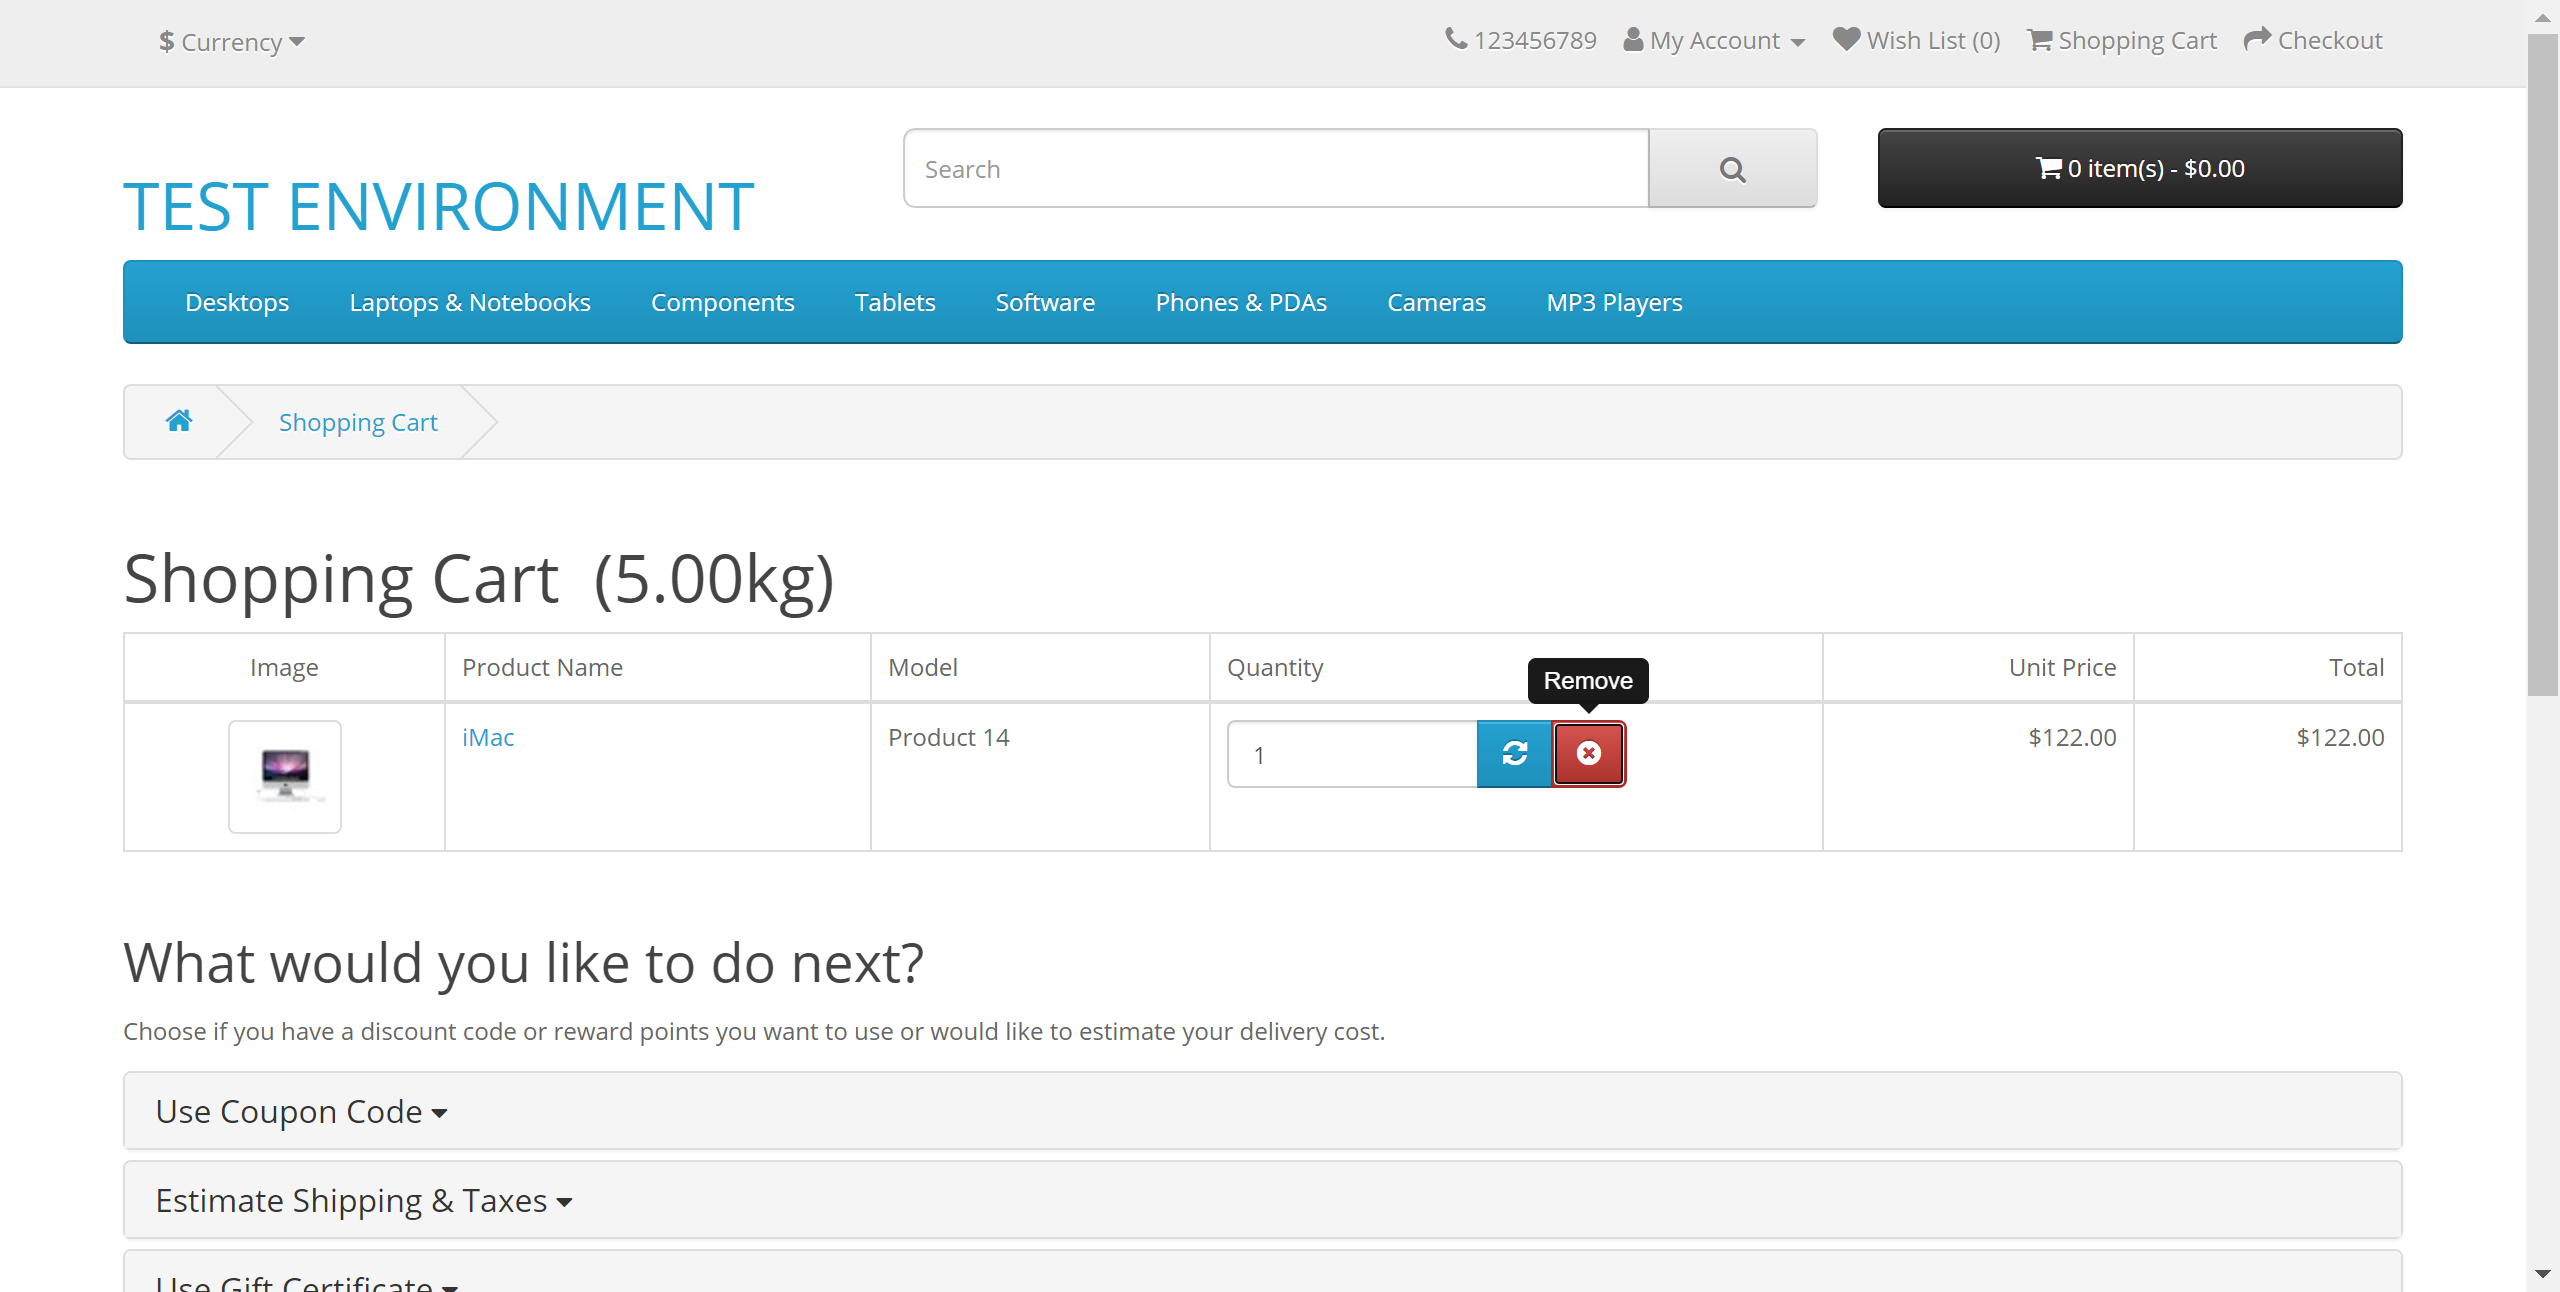 $ Currency
123456789 My Account Wish List (0) Shopping Cart Checkout
TEST ENVIRONMENT
Search
0 item(s) - $0.00
Desktops Laptops & Notebooks Components Tablets Software Phones & PDAs Cameras MP3 Players
Shopping Cart
Shopping Cart (5.00kg)
Image Product Name Model Quantity Unit Price Total
Remove
iMac Product 14 1 $122.00 $122.00
What would you like to do next?
Choose if you have a discount code or reward points you want to use or would like to estimate your delivery cost.
Use Coupon Code
Estimate Shipping & Taxes
Use Gift Certificate